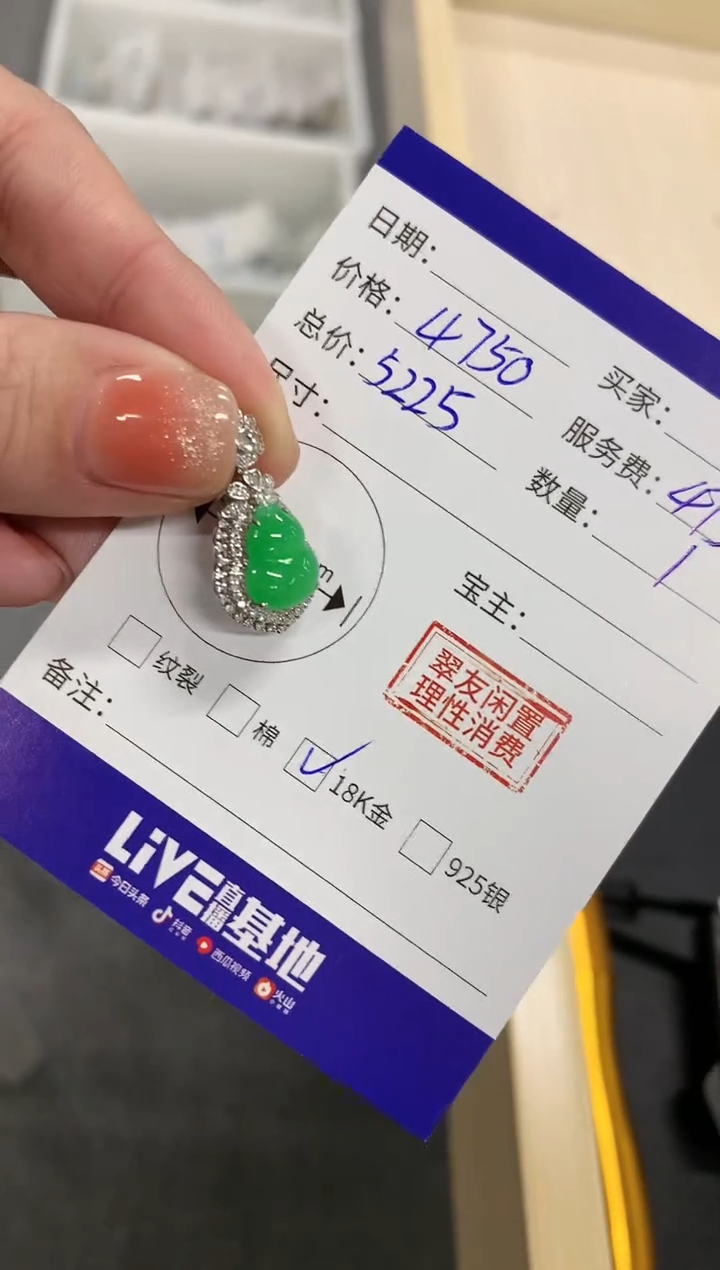 日期：
价格：4750
买家：
总价：5225
服务费：
尺寸：
数量：1
m
宝主：
翠友闲置
理性消费
纹裂
棉
18K金
925银
备注：
LIVE直播基地
今日头条
抖音
西瓜视频
火山